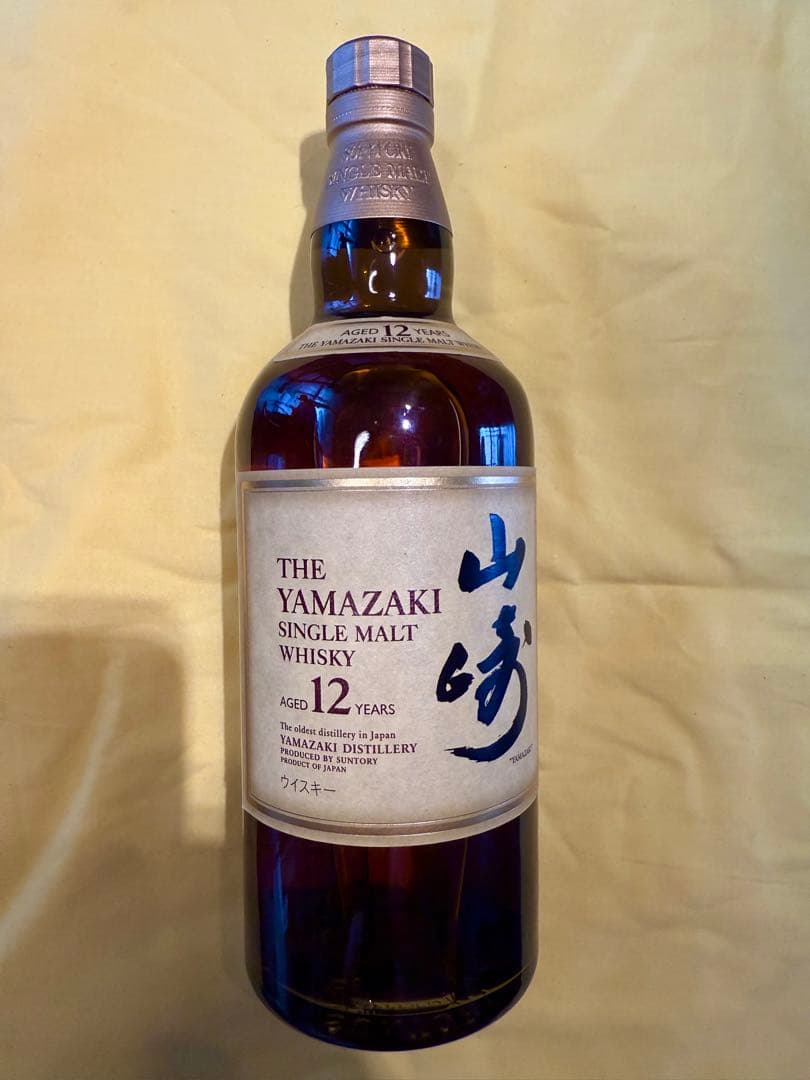 SUNTORY
SINGLE MALT
WHISKY
AGED 12 YEARS
THE YAMAZAKI SINGLE MALT WHISKY
山崎
THE
YAMAZAKI
SINGLE MALT
WHISKY
AGED 12 YEARS
The oldest distillery in Japan
YAMAZAKI DISTILLERY
PRODUCED BY SUNTORY
PRODUCT OF JAPAN
"YAMAZAKI"
ウイスキー